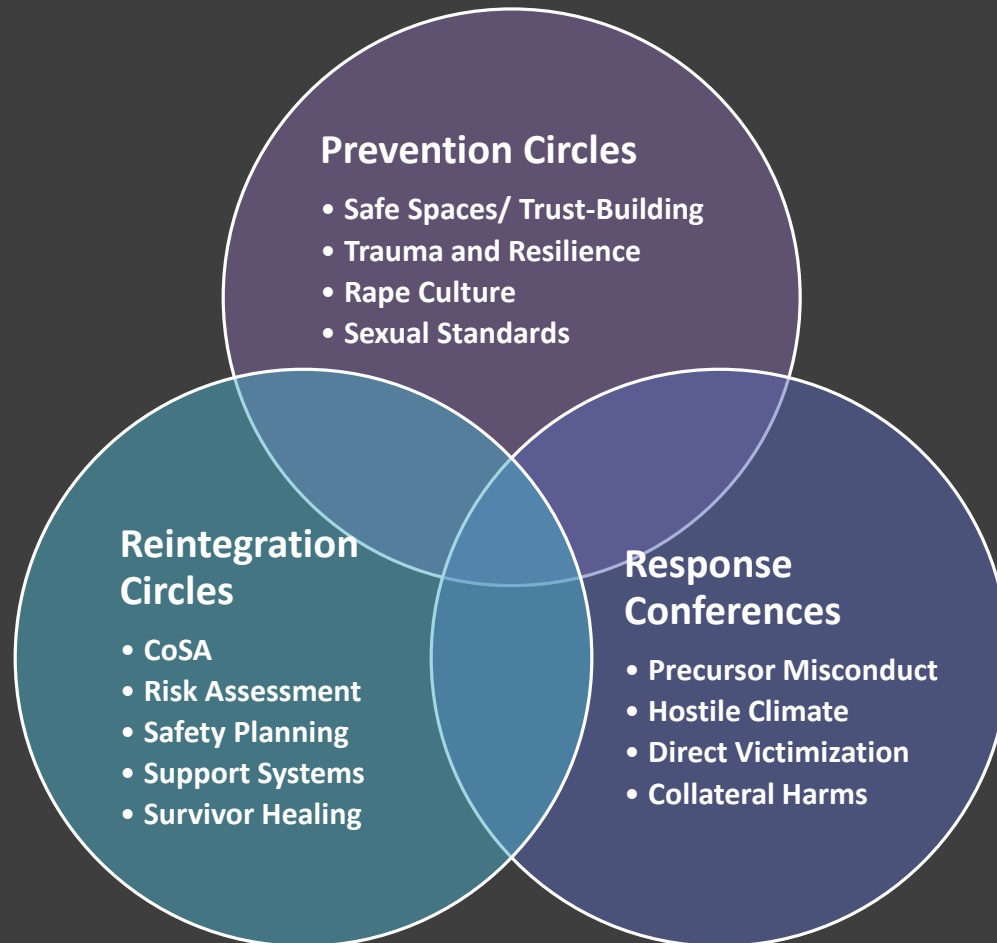 Prevention Circles
• Safe Spaces/ Trust-Building
• Trauma and Resilience
• Rape Culture
• Sexual Standards
Reintegration
Circles
• CoSA
• Risk Assessment
• Safety Planning
• Support Systems
• Survivor Healing
Response
Conferences
• Precursor Misconduct
• Hostile Climate
• Direct Victimization
• Collateral Harms